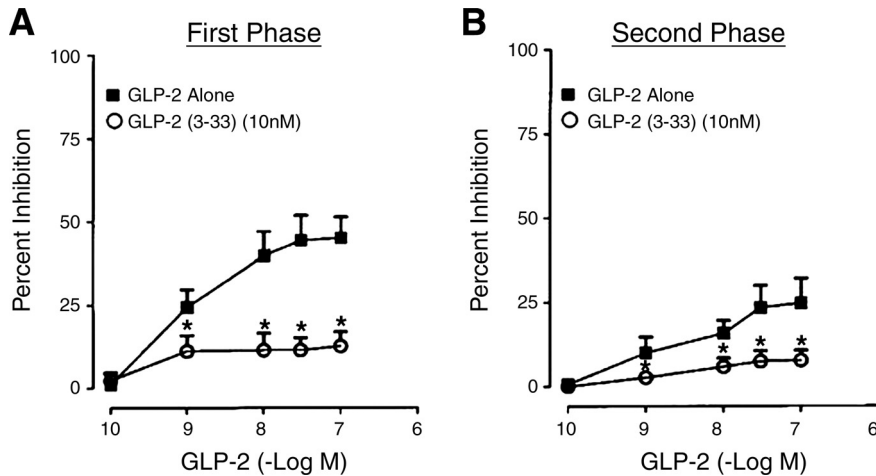 A
First Phase
100
75
50
25
0
Percent Inhibition
GLP-2 Alone
GLP-2 (3-33) (10nM)
*
*
*
*
10 9 8 7 6
GLP-2 (-Log M)
B
Second Phase
100
75
50
25
0
Percent Inhibition
GLP-2 Alone
GLP-2 (3-33) (10nM)
*
*
*
*
10 9 8 7 6
GLP-2 (-Log M)